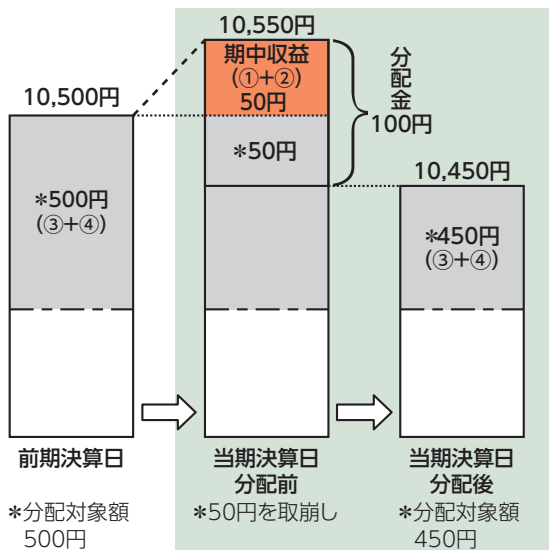 10,500円
*500円
(③+④)
前期決算日
*分配対象額
500円
10,550円
期中収益
(①+②)
50円
*50円
分配金
100円
当期決算日
分配前
*50円を取崩し
10,450円
*450円
(③+④)
当期決算日
分配後
*分配対象額
450円